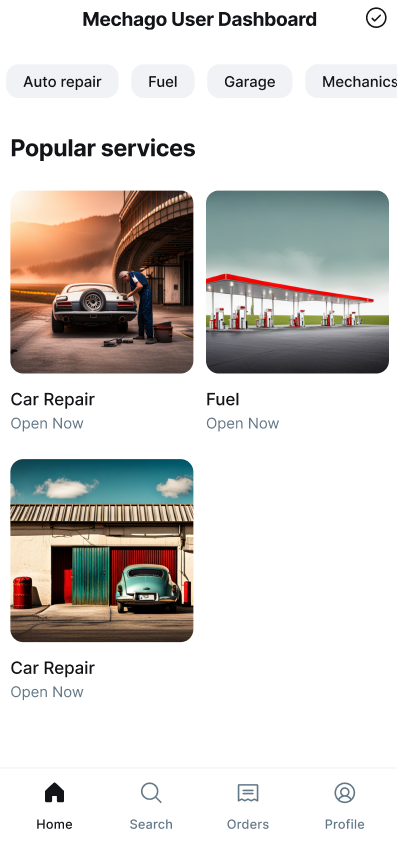 Mechago User Dashboard
Auto repair Fuel Garage Mechanics
Popular services
Car Repair Fuel
Open Now Open Now
Car Repair
Open Now
Home Search Orders Profile